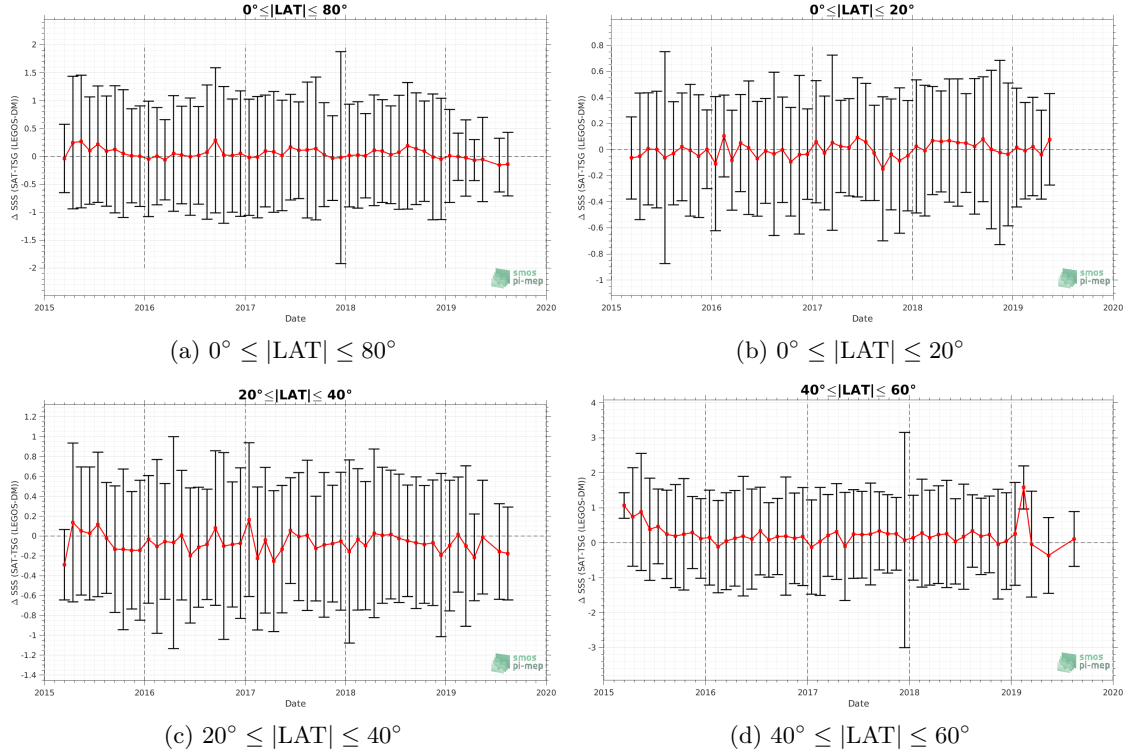 0°≤|LAT|≤ 80°
Δ SSS (SAT-TSG (LEGOS-DM))
2
1.5
1
0.5
0
-0.5
-1
-1.5
-2
2015 2016 2017 2018 2019 2020
Date
smos
pi-mep
(a) 0° ≤ |LAT| ≤ 80°
0°≤|LAT|≤ 20°
Δ SSS (SAT-TSG (LEGOS-DM))
0.8
0.6
0.4
0.2
0
-0.2
-0.4
-0.6
-0.8
-1
2015 2016 2017 2018 2019 2020
Date
smos
pi-mep
(b) 0° ≤ |LAT| ≤ 20°
20°≤|LAT|≤ 40°
Δ SSS (SAT-TSG (LEGOS-DM))
1.2
1
0.8
0.6
0.4
0.2
0
-0.2
-0.4
-0.6
-0.8
-1
-1.2
-1.4
2015 2016 2017 2018 2019 2020
Date
smos
pi-mep
(c) 20° ≤ |LAT| ≤ 40°
40°≤|LAT|≤ 60°
Δ SSS (SAT-TSG (LEGOS-DM))
4
3
2
1
0
-1
-2
-3
2015 2016 2017 2018 2019 2020
Date
smos
pi-mep
(d) 40° ≤ |LAT| ≤ 60°